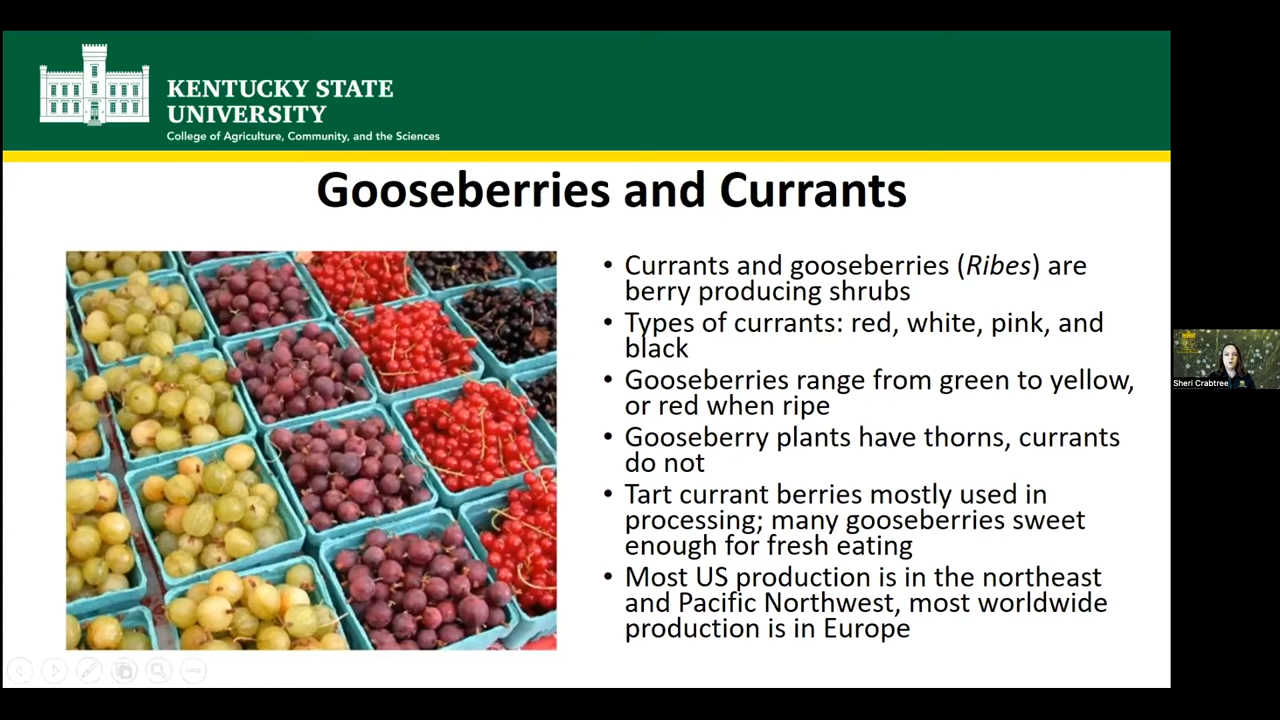 KENTUCKY STATE
UNIVERSITY
College of Agriculture, Community, and the Sciences
Gooseberries and Currants
• Currants and gooseberries (Ribes) are
berry producing shrubs
• Types of currants: red, white, pink, and
black
• Gooseberries range from green to yellow,
or red when ripe
• Gooseberry plants have thorns, currants
do not
• Tart currant berries mostly used in
processing; many gooseberries sweet
enough for fresh eating
• Most US production is in the northeast
and Pacific Northwest, most worldwide
production is in Europe
Sheri Crabtree